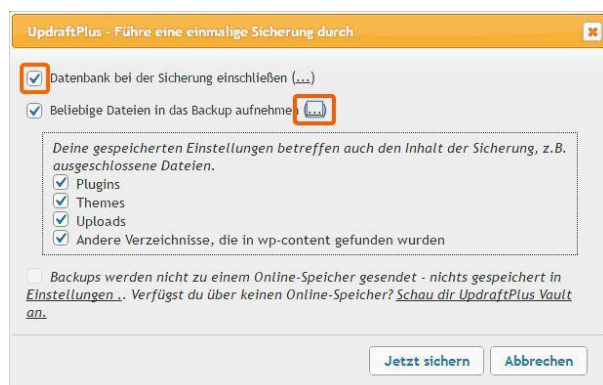 UpdraftPlus - Führe eine einmalige Sicherung durch
Datenbank bei der Sicherung einschließen (...)
Beliebige Dateien in das Backup aufnehmen (...)
Deine gespeicherten Einstellungen betreffen auch den Inhalt der Sicherung, z.B.
ausgeschlossene Dateien.
Plugins
Themes
Uploads
Andere Verzeichnisse, die in wp-content gefunden wurden
Backups werden nicht zu einem Online-Speicher gesendet - nichts gespeichert in
Einstellungen .. Verfügst du über keinen Online-Speicher? Schau dir UpdraftPlus Vault
an.
Jetzt sichern Abbrechen